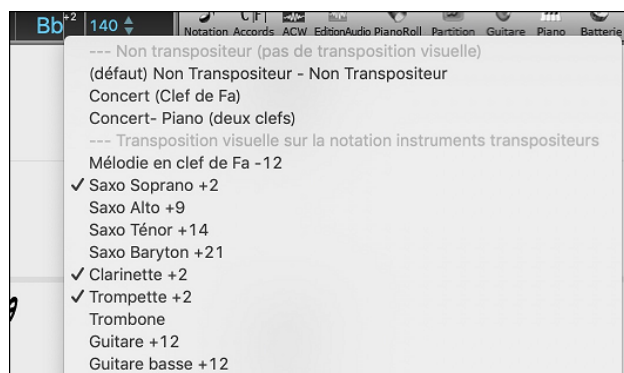 Bb+2 140
Notation Accords ACW EditionAudio PianoRoll Partition Guitare Piano Batterie
--- Non transpositeur (pas de transposition visuelle)
(défaut) Non Transpositeur - Non Transpositeur
Concert (Clef de Fa)
Concert- Piano (deux clefs)
--- Transposition visuelle sur la notation instruments transpositeurs
Mélodie en clef de Fa -12
✓ Saxo Soprano +2
Saxo Alto +9
Saxo Ténor +14
Saxo Baryton +21
✓ Clarinette +2
✓ Trompette +2
Trombone
Guitare +12
Guitare basse +12